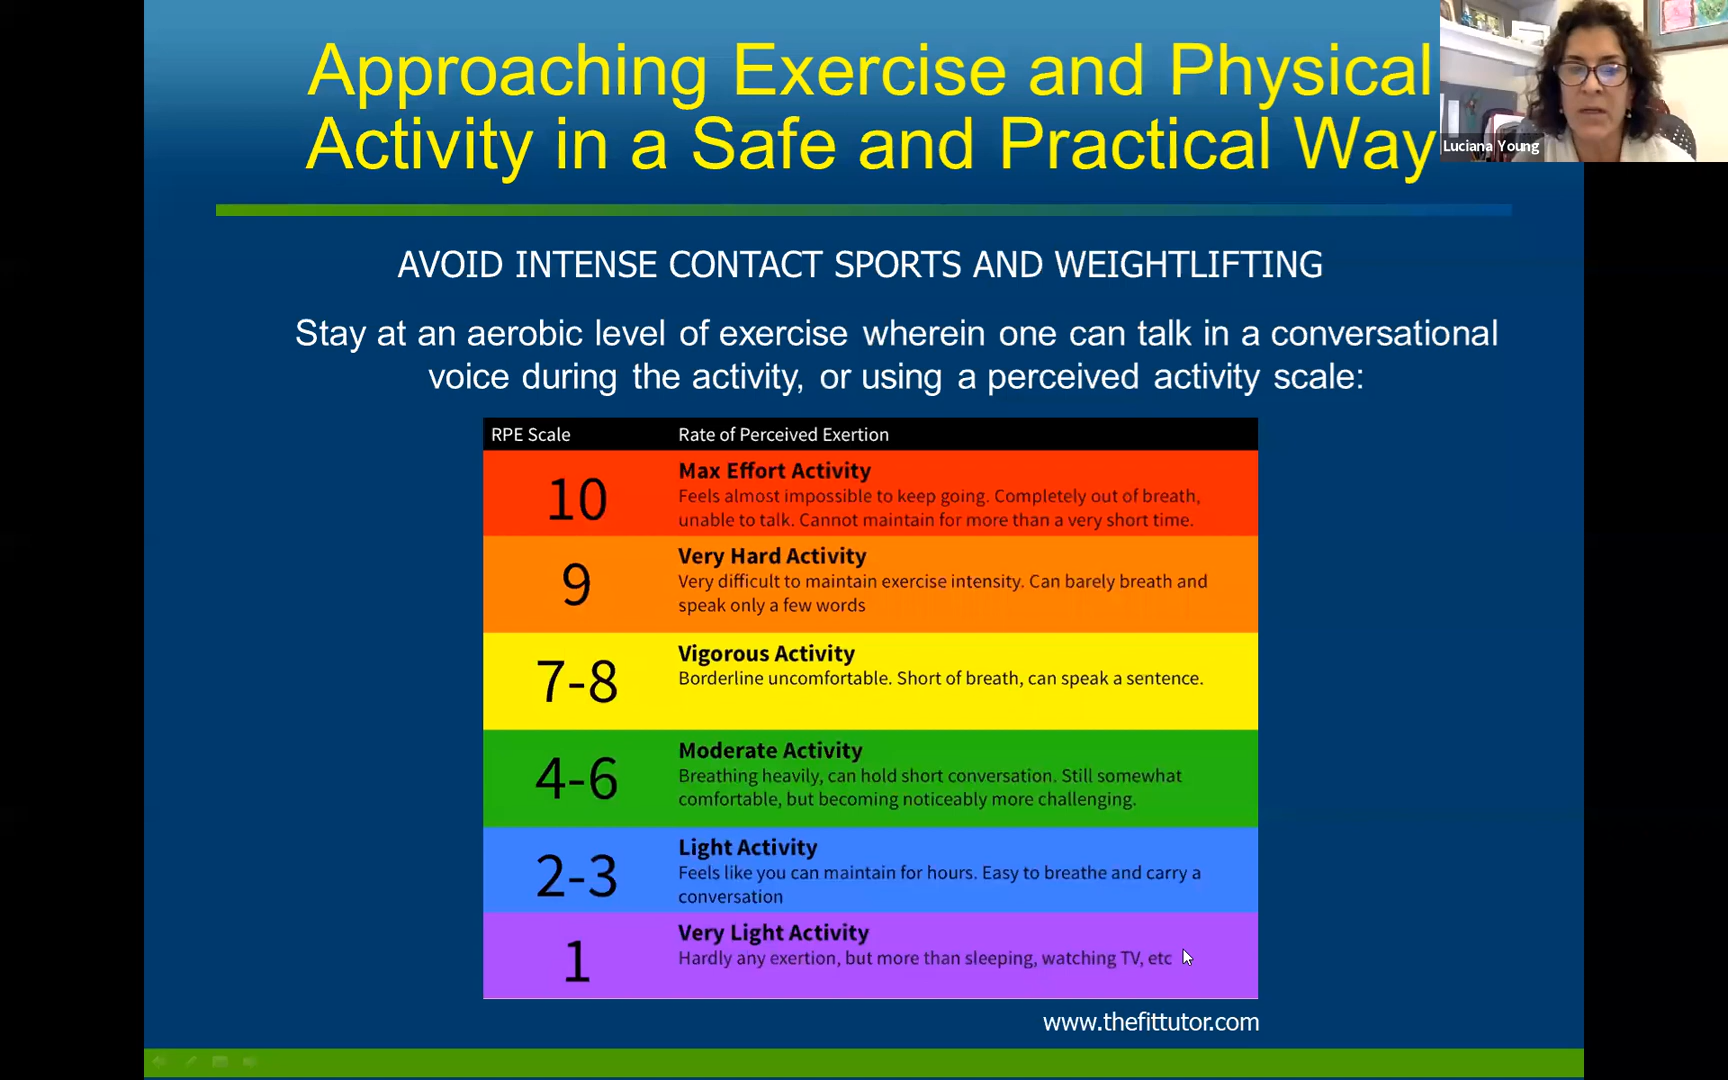 Approaching Exercise and Physical
Activity in a Safe and Practical Way
Luciana Young
AVOID INTENSE CONTACT SPORTS AND WEIGHTLIFTING
Stay at an aerobic level of exercise wherein one can talk in a conversational
voice during the activity, or using a perceived activity scale:
RPE Scale Rate of Perceived Exertion
10
Max Effort Activity
Feels almost impossible to keep going. Completely out of breath,
unable to talk. Cannot maintain for more than a very short time.
9
Very Hard Activity
Very difficult to maintain exercise intensity. Can barely breath and
speak only a few words
7-8
Vigorous Activity
Borderline uncomfortable. Short of breath, can speak a sentence.
4-6
Moderate Activity
Breathing heavily, can hold short conversation. Still somewhat
comfortable, but becoming noticeably more challenging.
2-3
Light Activity
Feels like you can maintain for hours. Easy to breathe and carry a
conversation
1
Very Light Activity
Hardly any exertion, but more than sleeping, watching TV, etc
www.thefittutor.com